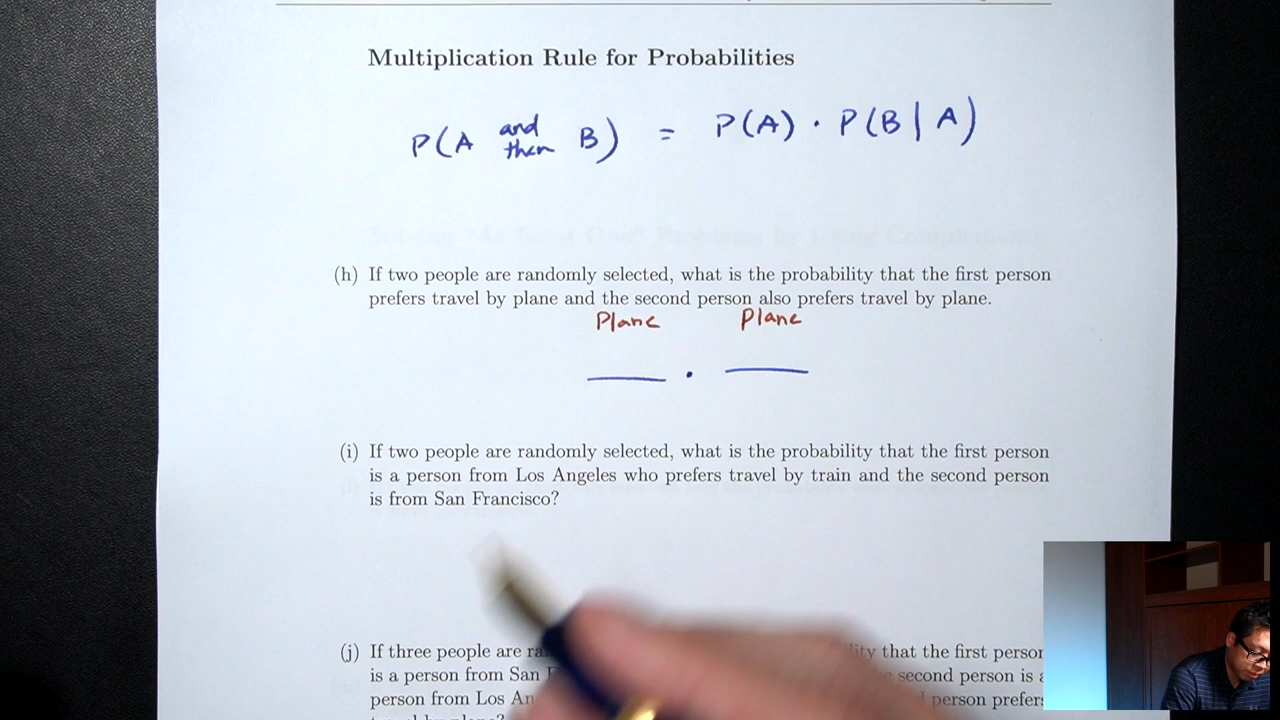 Multiplication Rule for Probabilities
P(A and then B) = P(A) · P(B | A)
(h) If two people are randomly selected, what is the probability that the first person
prefers travel by plane and the second person also prefers travel by plane.
Plane Plane
(i) If two people are randomly selected, what is the probability that the first person
is a person from Los Angeles who prefers travel by train and the second person
is from San Francisco?
(j) If three people are that the first person
is a person from San second person is
person from Los person prefers